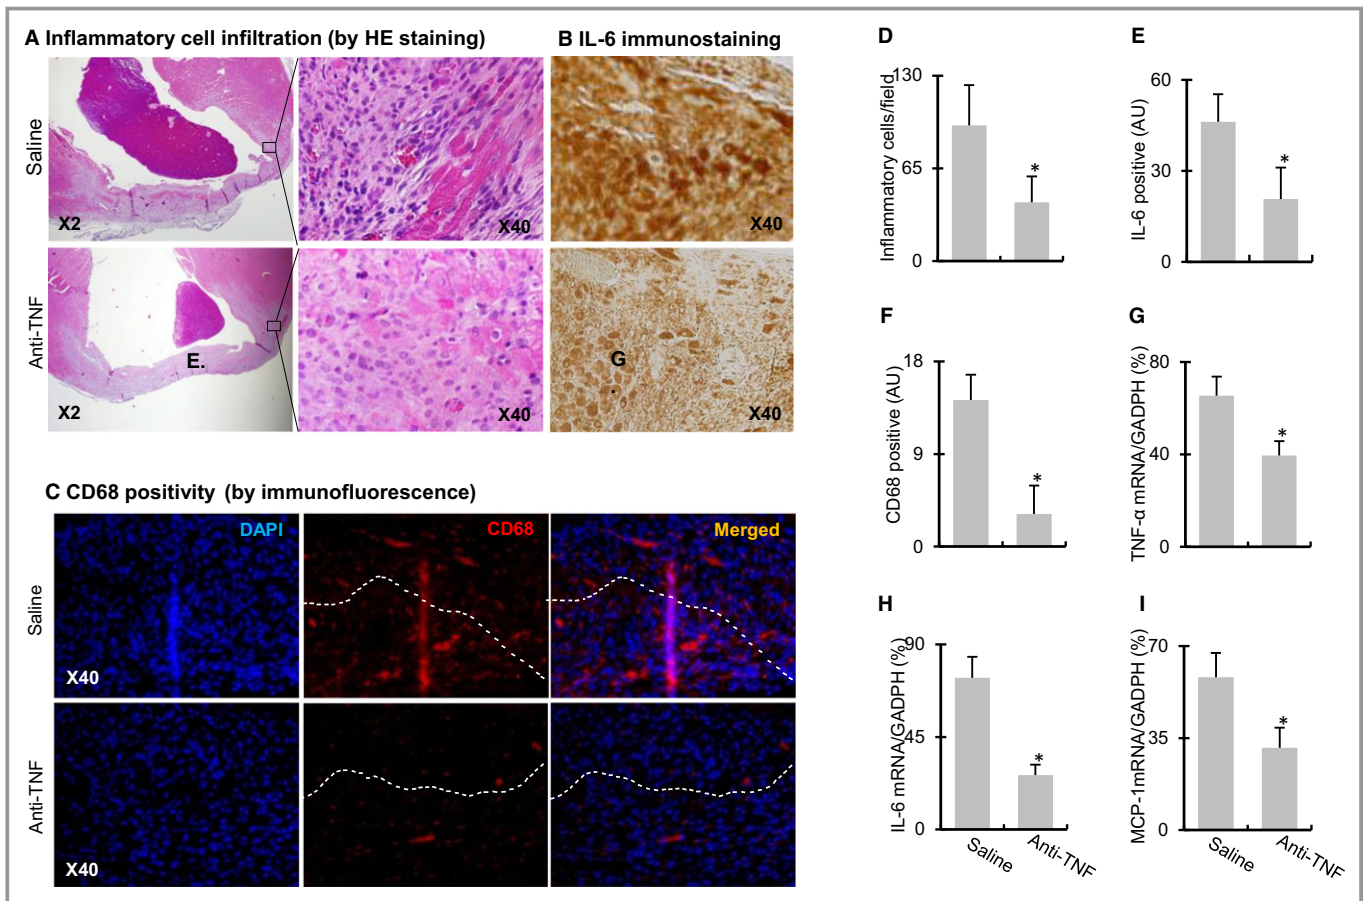 A Inflammatory cell infiltration (by HE staining)
B IL-6 immunostaining
Saline
X2
X40
X40
Anti-TNF
E.
X2
X40
G
.
X40
C CD68 positivity (by immunofluorescence)
DAPI
CD68
Merged
Saline
X40
Anti-TNF
X40
D
Inflammatory cells/field
130
65
0
*
E
IL-6 positive (AU)
60
30
0
*
F
CD68 positive (AU)
18
9
0
*
G
TNF-α mRNA/GADPH (%)
80
40
0
*
H
IL-6 mRNA/GADPH (%)
90
45
0
*
Saline
Anti-TNF
I
MCP-1mRNA/GADPH (%)
70
35
0
*
Saline
Anti-TNF